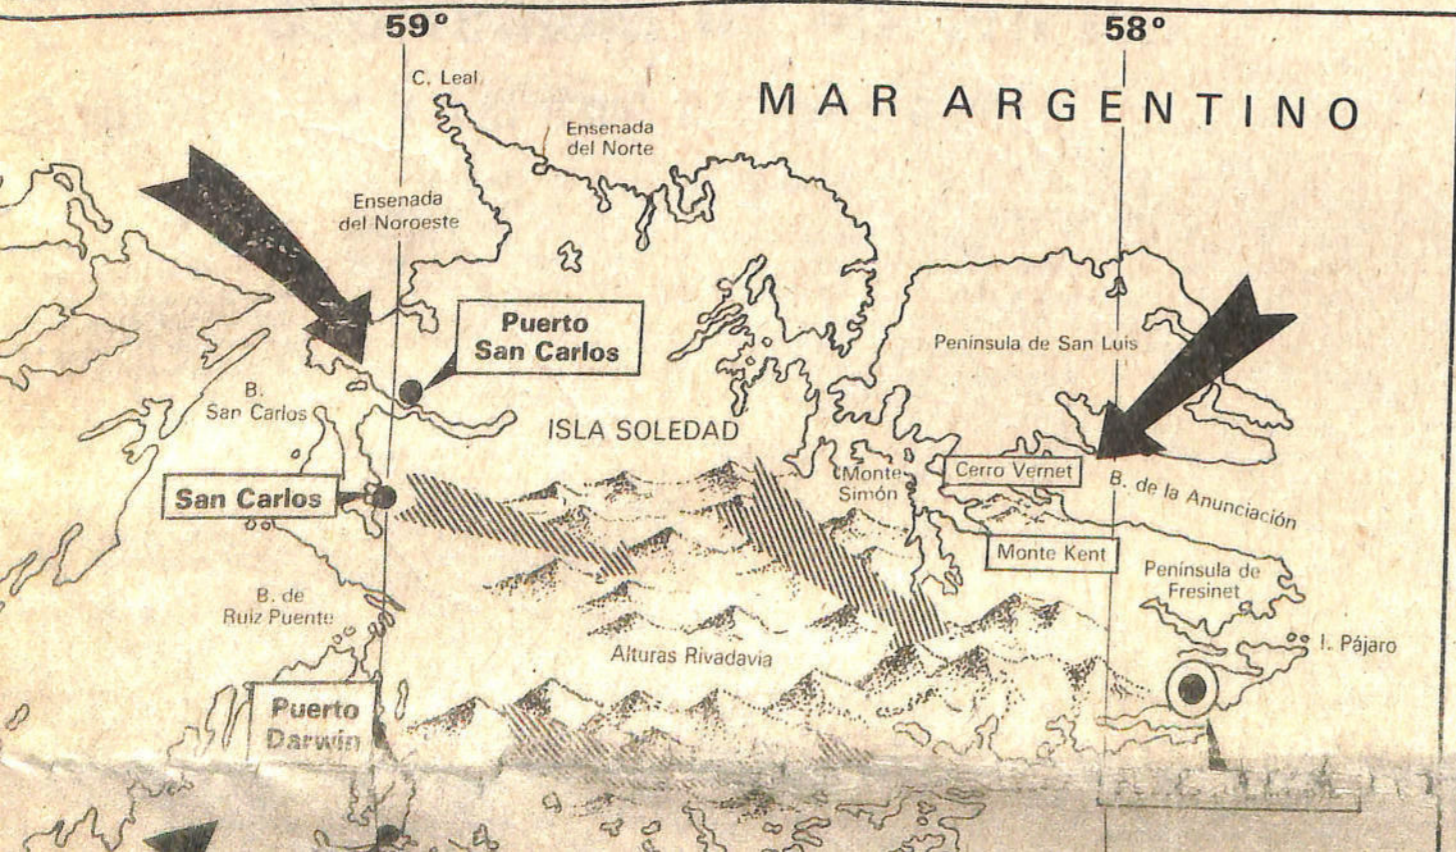 59°
58°
C. Leal
MAR ARGENTINO
Ensenada
del Norte
Ensenada
del Noroeste
Puerto
San Carlos
Península de San Luis
B.
San Carlos
ISLA SOLEDAD
Monte
Simón
Cerro Vernet
B. de la Anunciación
San Carlos
Monte Kent
Península de
Fresinet
B. de
Ruiz Puente
I. Pájaro
Alturas Rivadavia
Puerto
Darwin